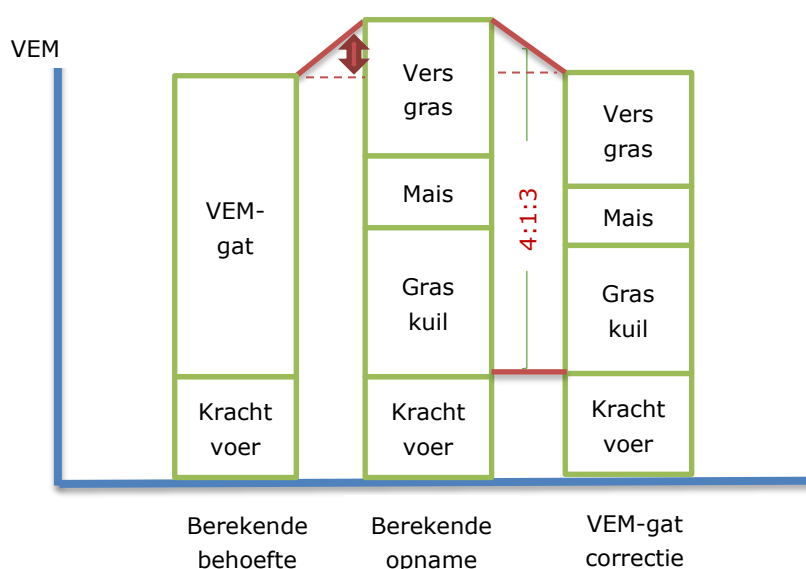 VEM
VEM-
gat
Kracht
voer
Vers
gras
Mais
Gras
kuil
Kracht
voer
4:1:3
Vers
gras
Mais
Gras
kuil
Kracht
voer
Berekende
behoefte
Berekende
opname
VEM-gat
correctie